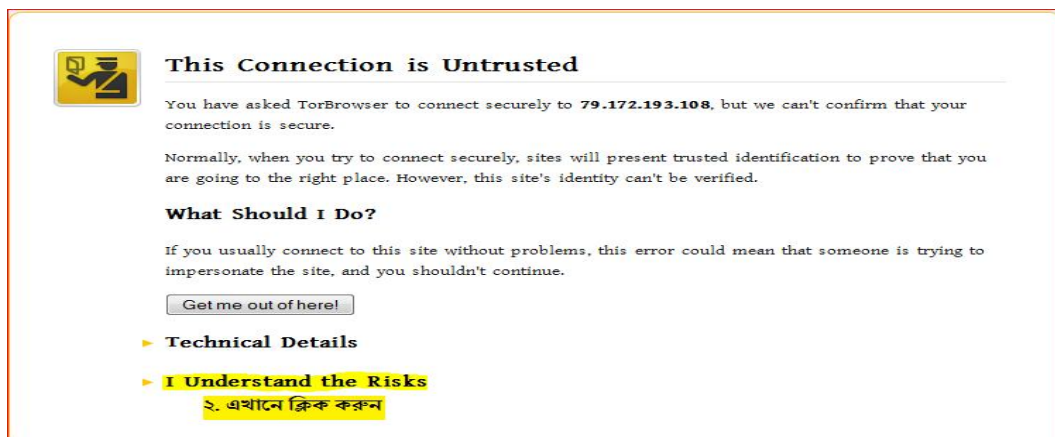 This Connection is Untrusted
You have asked TorBrowser to connect securely to 79.172.193.108, but we can't confirm that your
connection is secure.
Normally, when you try to connect securely, sites will present trusted identification to prove that you
are going to the right place. However, this site's identity can't be verified.
What Should I Do?
If you usually connect to this site without problems, this error could mean that someone is trying to
impersonate the site, and you shouldn't continue.
Get me out of here!
Technical Details
I Understand the Risks
২. এখানে ক্লিক করুন